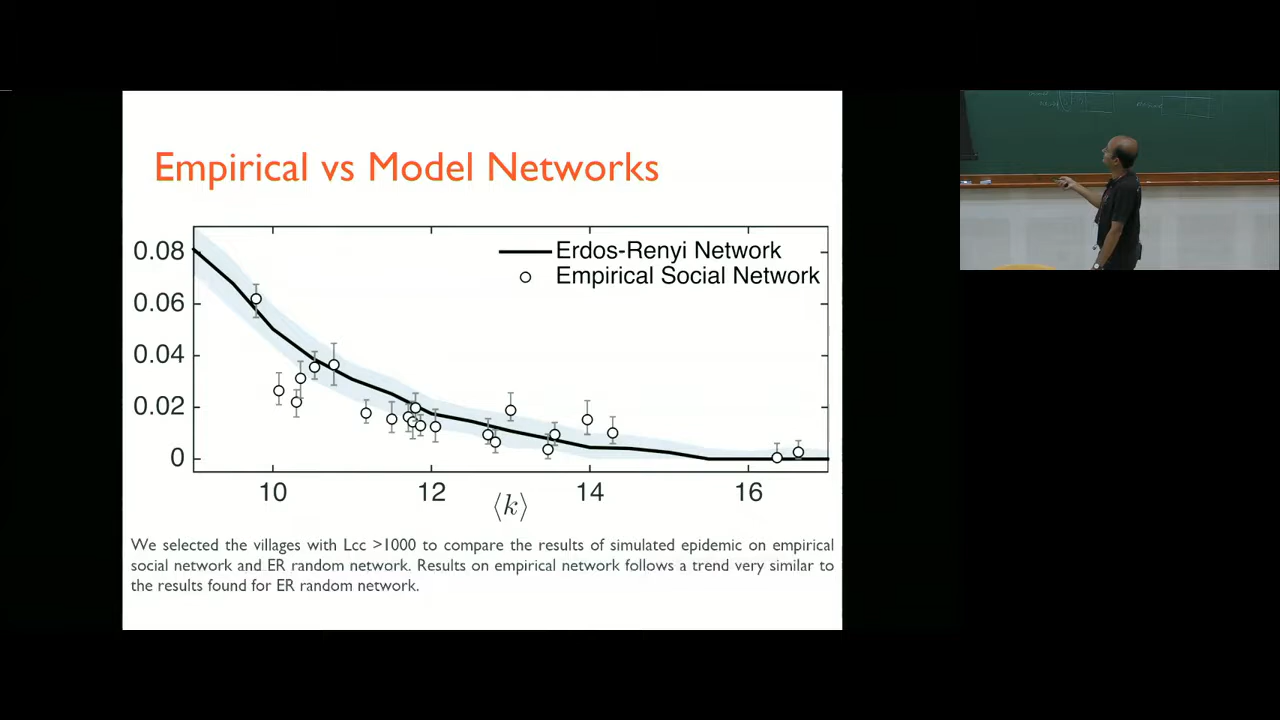 Empirical vs Model Networks
0.08
0.06
0.04
0.02
0
Erdos-Renyi Network
Empirical Social Network
10
12
14
16
⟨k⟩
We selected the villages with Lcc >1000 to compare the results of simulated epidemic on empirical
social network and ER random network. Results on empirical network follows a trend very similar to
the results found for ER random network.